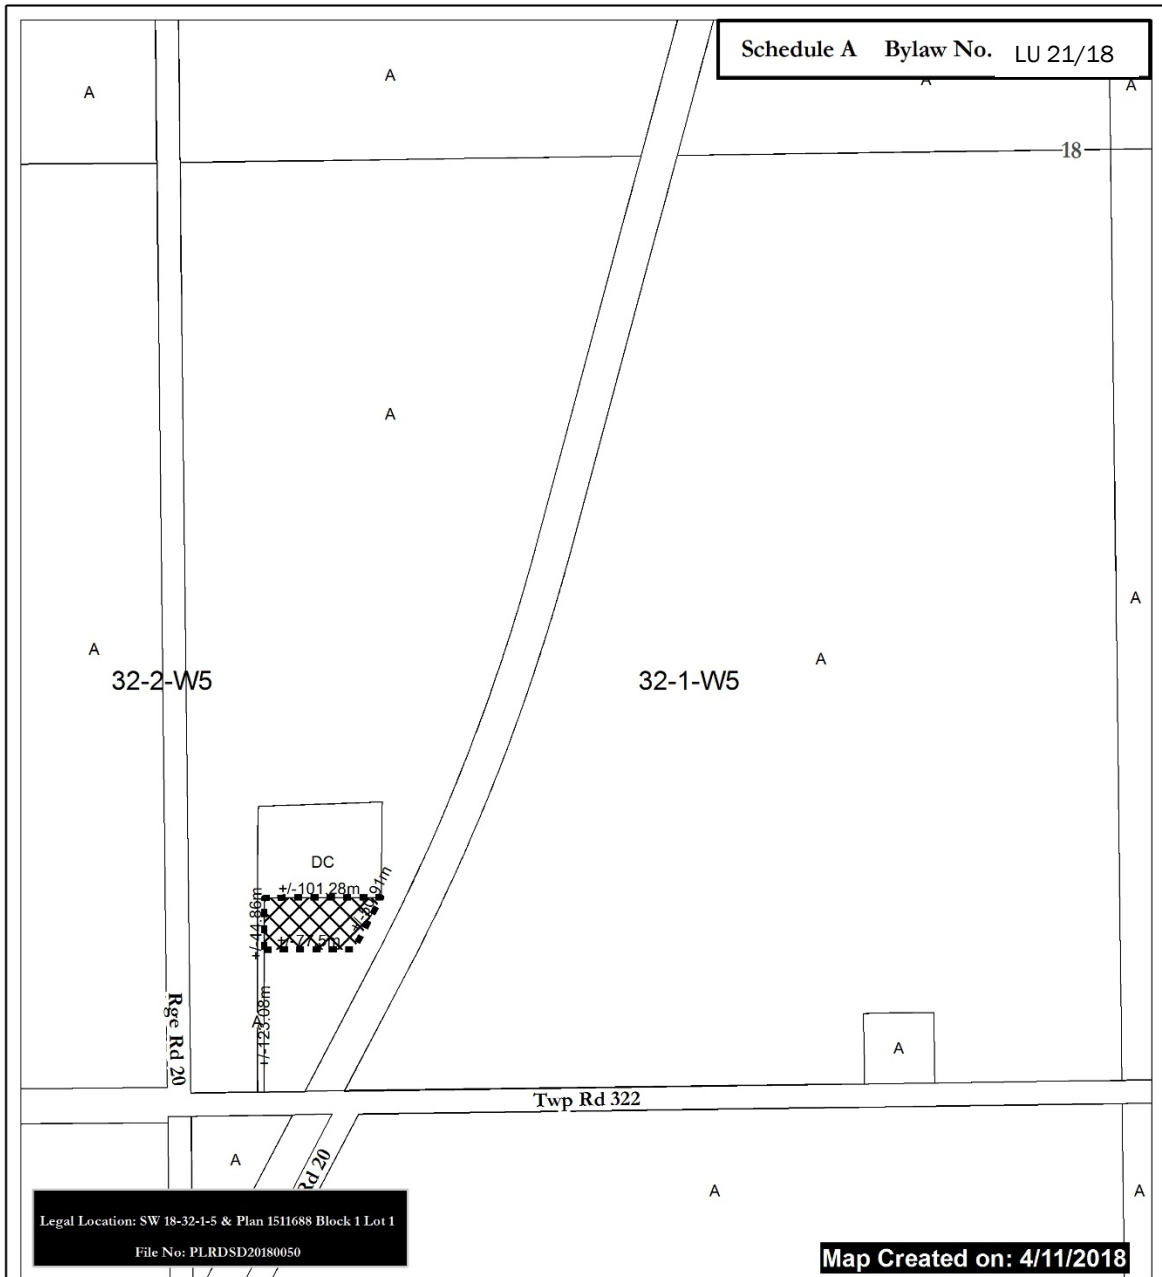 Schedule A Bylaw No. LU 21/18
A
A
A
A
18
A
A
A
A
32-2-W5
32-1-W5
DC
+/-101.28m
+/-44.86m
+/-77.5m
+/-123.08m
A
Rge Rd 20
A
Twp Rd 322
A
Rd 20
A
A
Legal Location: SW 18-32-1-5 & Plan 1511688 Block 1 Lot 1
File No: PLRDSD20180050
Map Created on: 4/11/2018